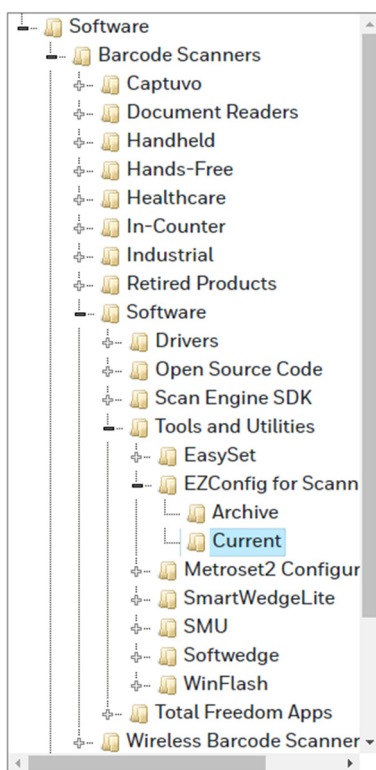 Software
Barcode Scanners
Captuvo
Document Readers
Handheld
Hands-Free
Healthcare
In-Counter
Industrial
Retired Products
Software
Drivers
Open Source Code
Scan Engine SDK
Tools and Utilities
EasySet
EZConfig for Scann
Archive
Current
Metroset2 Configur
SmartWedgeLite
SMU
Softwedge
WinFlash
Total Freedom Apps
Wireless Barcode Scanner